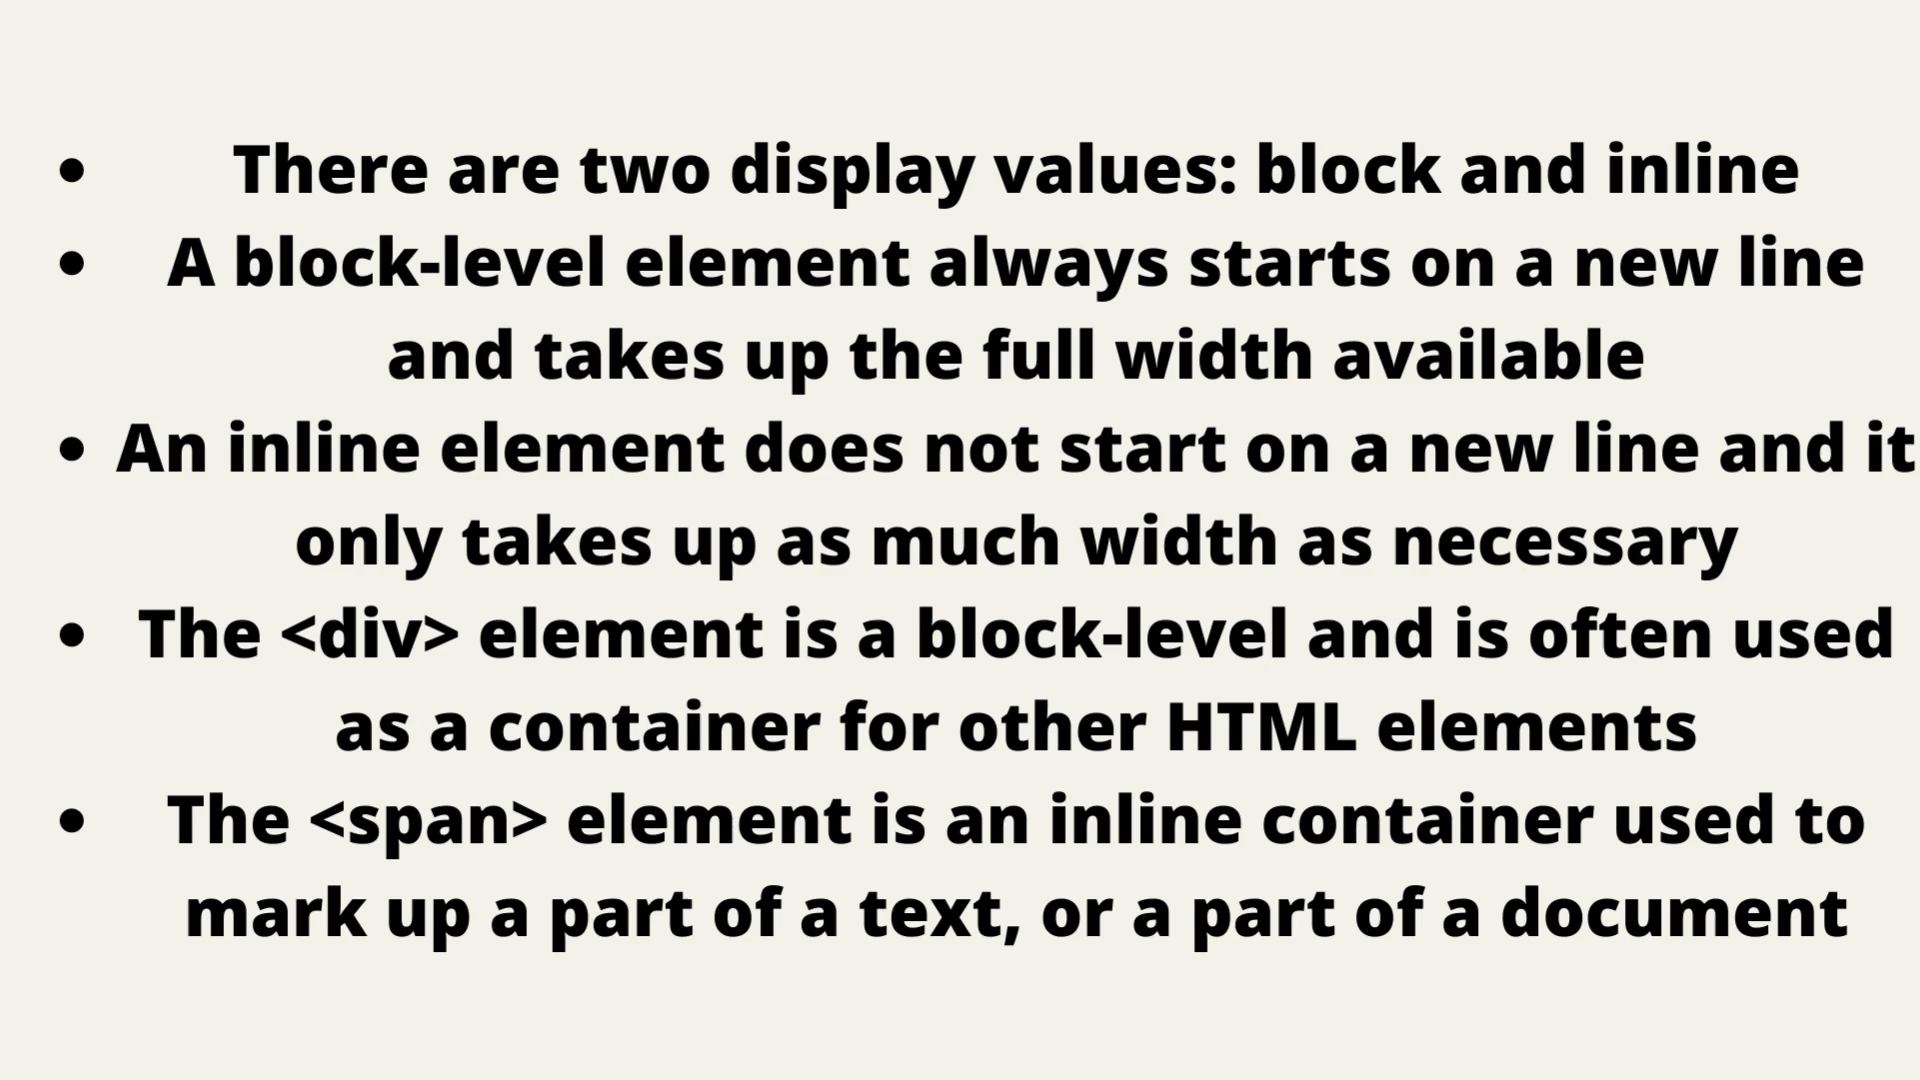 • There are two display values: block and inline
• A block-level element always starts on a new line
and takes up the full width available
• An inline element does not start on a new line and it
only takes up as much width as necessary
• The <div> element is a block-level and is often used
as a container for other HTML elements
• The <span> element is an inline container used to
mark up a part of a text, or a part of a document